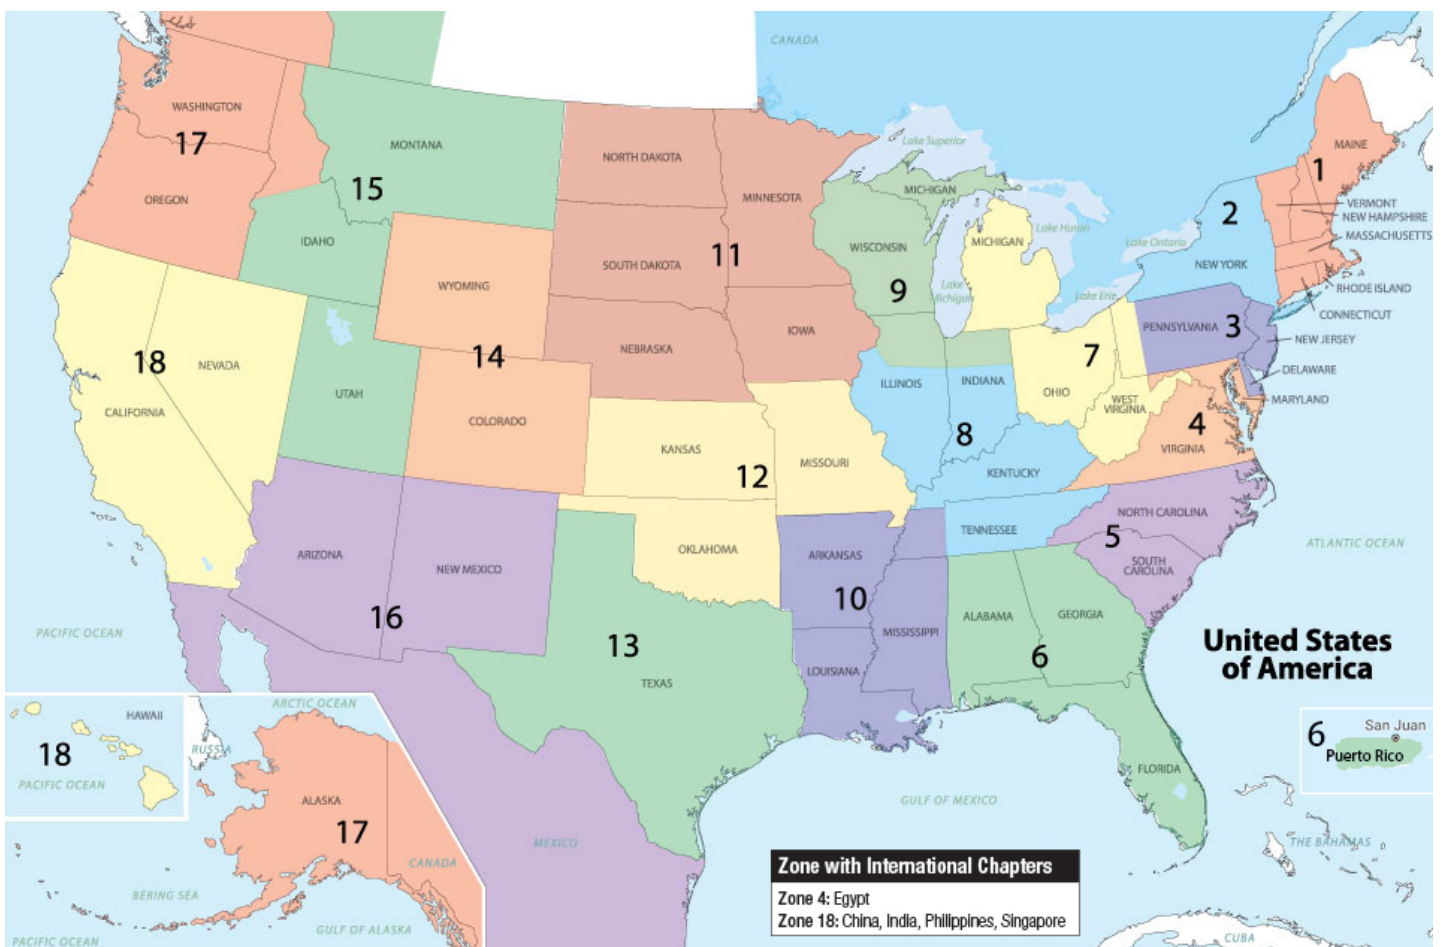 CANADA
WASHINGTON
17
OREGON
MONTANA
15
IDAHO
NORTH DAKOTA
MINNESOTA
SOUTH DAKOTA
11
WYOMING
14
NEBRASKA
IOWA
Lake Superior
MICHIGAN
WISCONSIN
9
Lake
Michigan
MICHIGAN
Lake Huron
Lake Ontario
Lake Erie
MAINE
1
2
VERMONT
NEW HAMPSHIRE
MASSACHUSETTS
NEW YORK
RHODE ISLAND
CONNECTICUT
PENNSYLVANIA
3
NEW JERSEY
DELAWARE
MARYLAND
18
NEVADA
CALIFORNIA
UTAH
COLORADO
KANSAS
12
MISSOURI
ILLINOIS
INDIANA
8
KENTUCKY
7
OHIO
WEST
VIRGINIA
4
VIRGINIA
ARIZONA
NEW MEXICO
16
OKLAHOMA
ARKANSAS
10
TENNESSEE
NORTH CAROLINA
5
SOUTH
CAROLINA
ATLANTIC OCEAN
PACIFIC OCEAN
13
TEXAS
MISSISSIPPI
LOUISIANA
ALABAMA
GEORGIA
6
FLORIDA
United States
of America
6
San Juan
Puerto Rico
HAWAII
18
PACIFIC OCEAN
ARCTIC OCEAN
RUSSIA
ALASKA
17
CANADA
BERING SEA
GULF OF ALASKA
PACIFIC OCEAN
MEXICO
GULF OF MEXICO
THE BAHAMAS
CUBA
Zone with International Chapters
Zone 4: Egypt
Zone 18: China, India, Philippines, Singapore